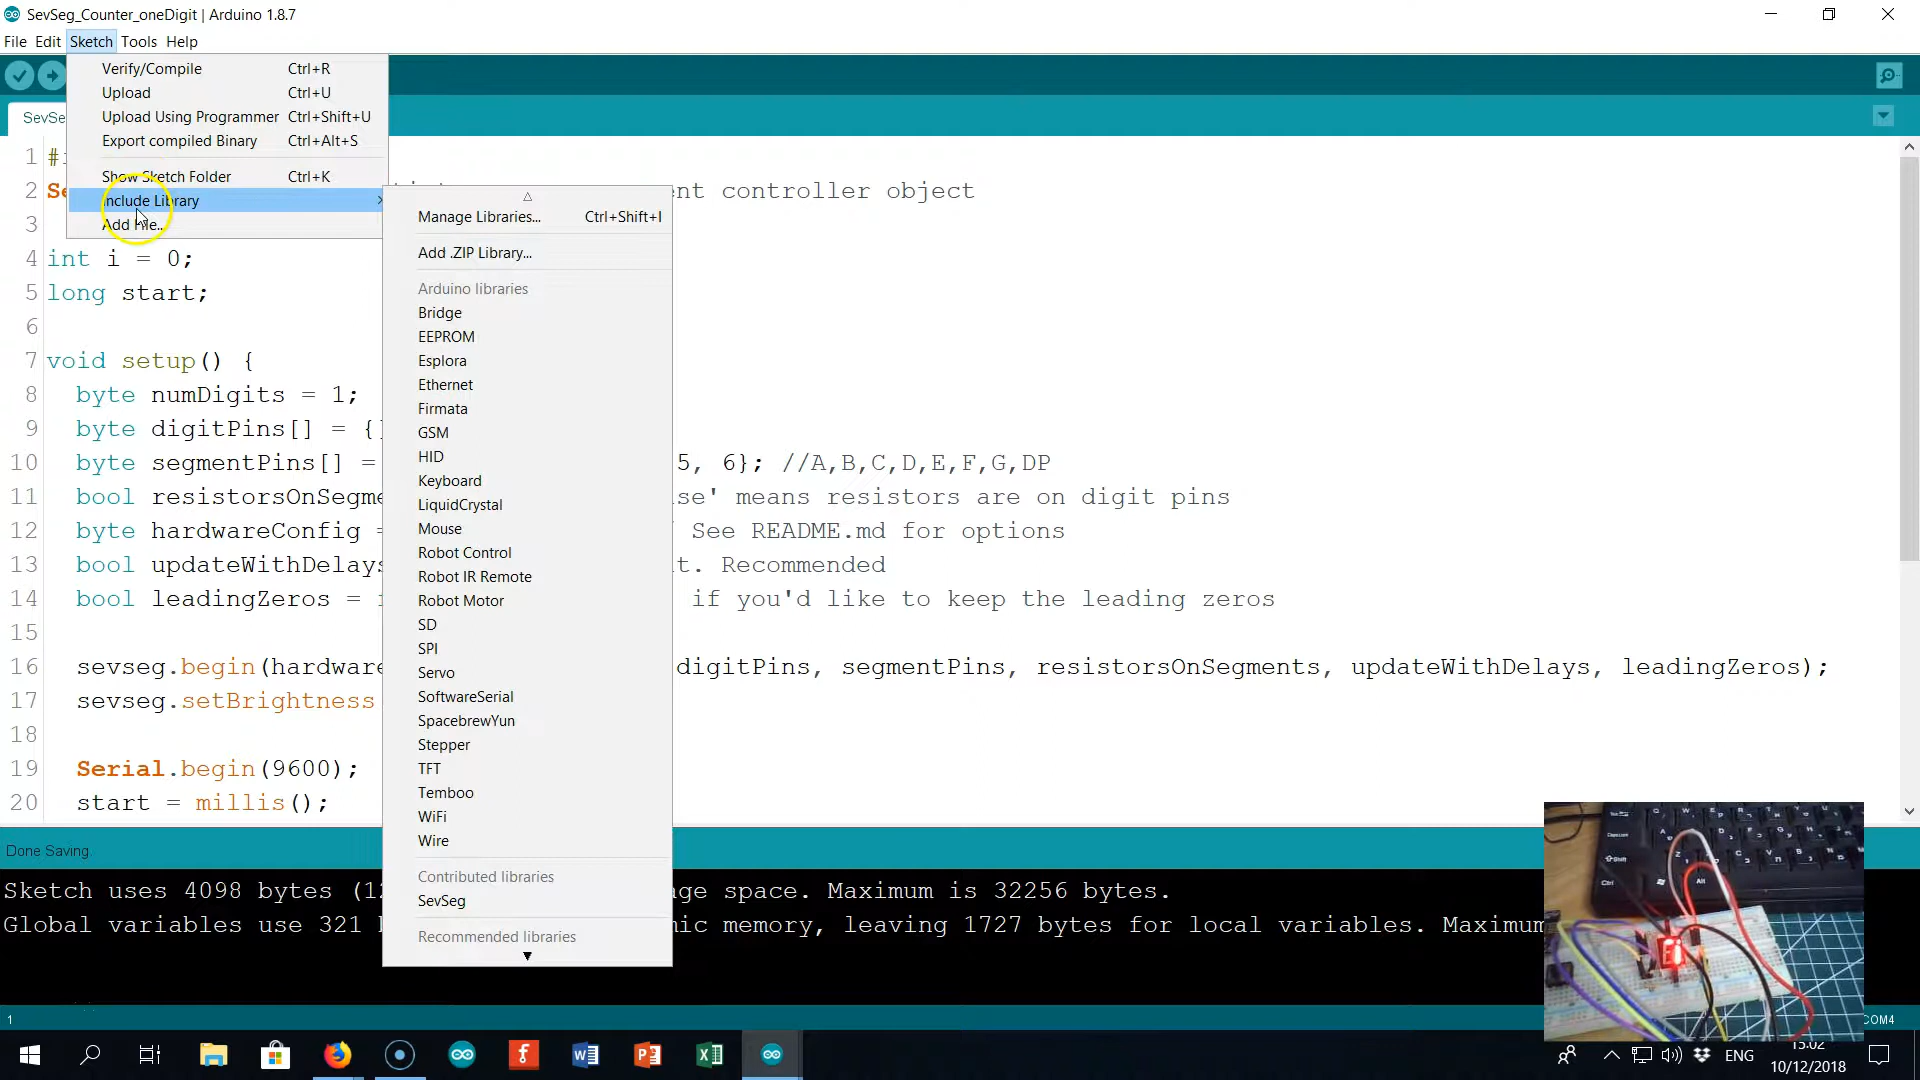 SevSeg_Counter_oneDigit | Arduino 1.8.7
File Edit Sketch Tools Help
Verify/Compile Ctrl+R
Upload Ctrl+U
Upload Using Programmer Ctrl+Shift+U
Export compiled Binary Ctrl+Alt+S
Show Sketch Folder Ctrl+K
Include Library
Add File...
SevSe
Manage Libraries... Ctrl+Shift+I
Add .ZIP Library...
Arduino libraries
Bridge
EEPROM
Esplora
Ethernet
Firmata
GSM
HID
Keyboard
LiquidCrystal
Mouse
Robot Control
Robot IR Remote
Robot Motor
SD
SPI
Servo
SoftwareSerial
SpacebrewYun
Stepper
TFT
Temboo
WiFi
Wire
Contributed libraries
SevSeg
Recommended libraries
1 #
2 Se nt controller object
3
4 int i = 0;
5 long start;
6
7 void setup() {
8 byte numDigits = 1;
9 byte digitPins[] = {}
10 byte segmentPins[] = 5, 6}; //A,B,C,D,E,F,G,DP
11 bool resistorsOnSegme se' means resistors are on digit pins
12 byte hardwareConfig = See README.md for options
13 bool updateWithDelays t. Recommended
14 bool leadingZeros = if you'd like to keep the leading zeros
15
16 sevseg.begin(hardware digitPins, segmentPins, resistorsOnSegments, updateWithDelays, leadingZeros);
17 sevseg.setBrightness
18
19 Serial.begin(9600);
20 start = millis();
Done Saving.
Sketch uses 4098 bytes (12 age space. Maximum is 32256 bytes.
Global variables use 321 mic memory, leaving 1727 bytes for local variables. Maximum
1
COM4
ENG
15:02
10/12/2018